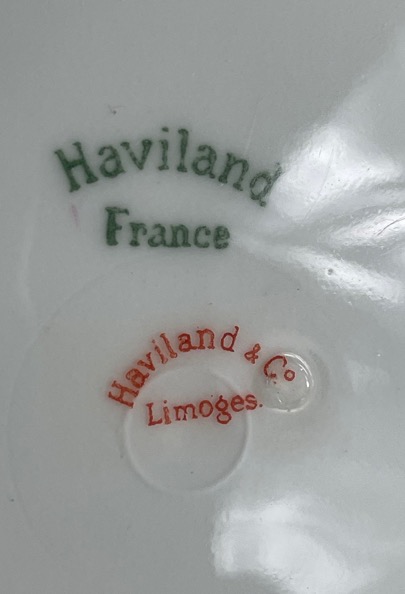 Haviland
France
Haviland & Co
Limoges.